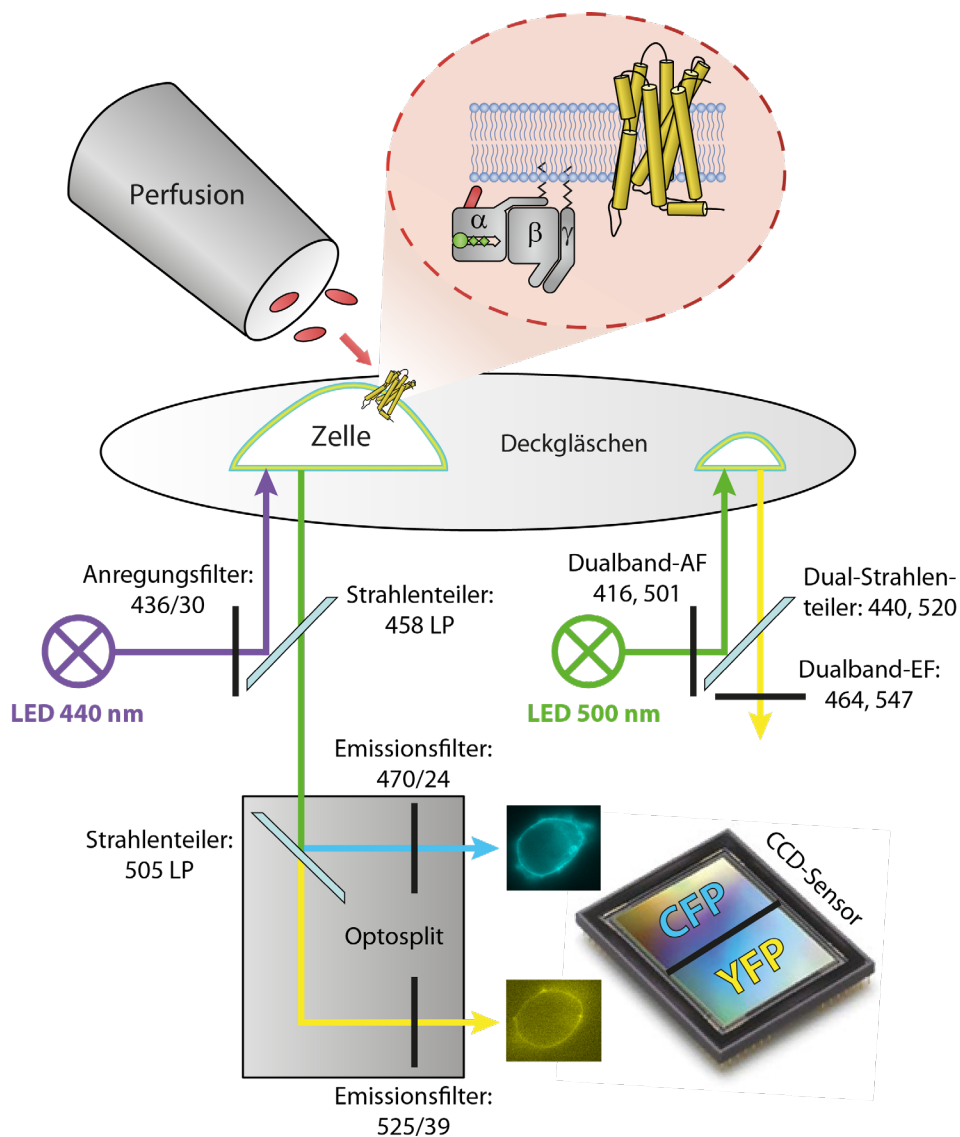 Perfusion
α
β
γ
Zelle
Deckgläschen
Anregungsfilter:
436/30
Strahlenteiler:
458 LP
LED 440 nm
Dualband-AF
416, 501
Dual-Strahlen-
teiler: 440, 520
LED 500 nm
Dualband-EF:
464, 547
Emissionsfilter:
470/24
Strahlenteiler:
505 LP
Optosplit
CCD-Sensor
CFP
YFP
Emissionsfilter:
525/39